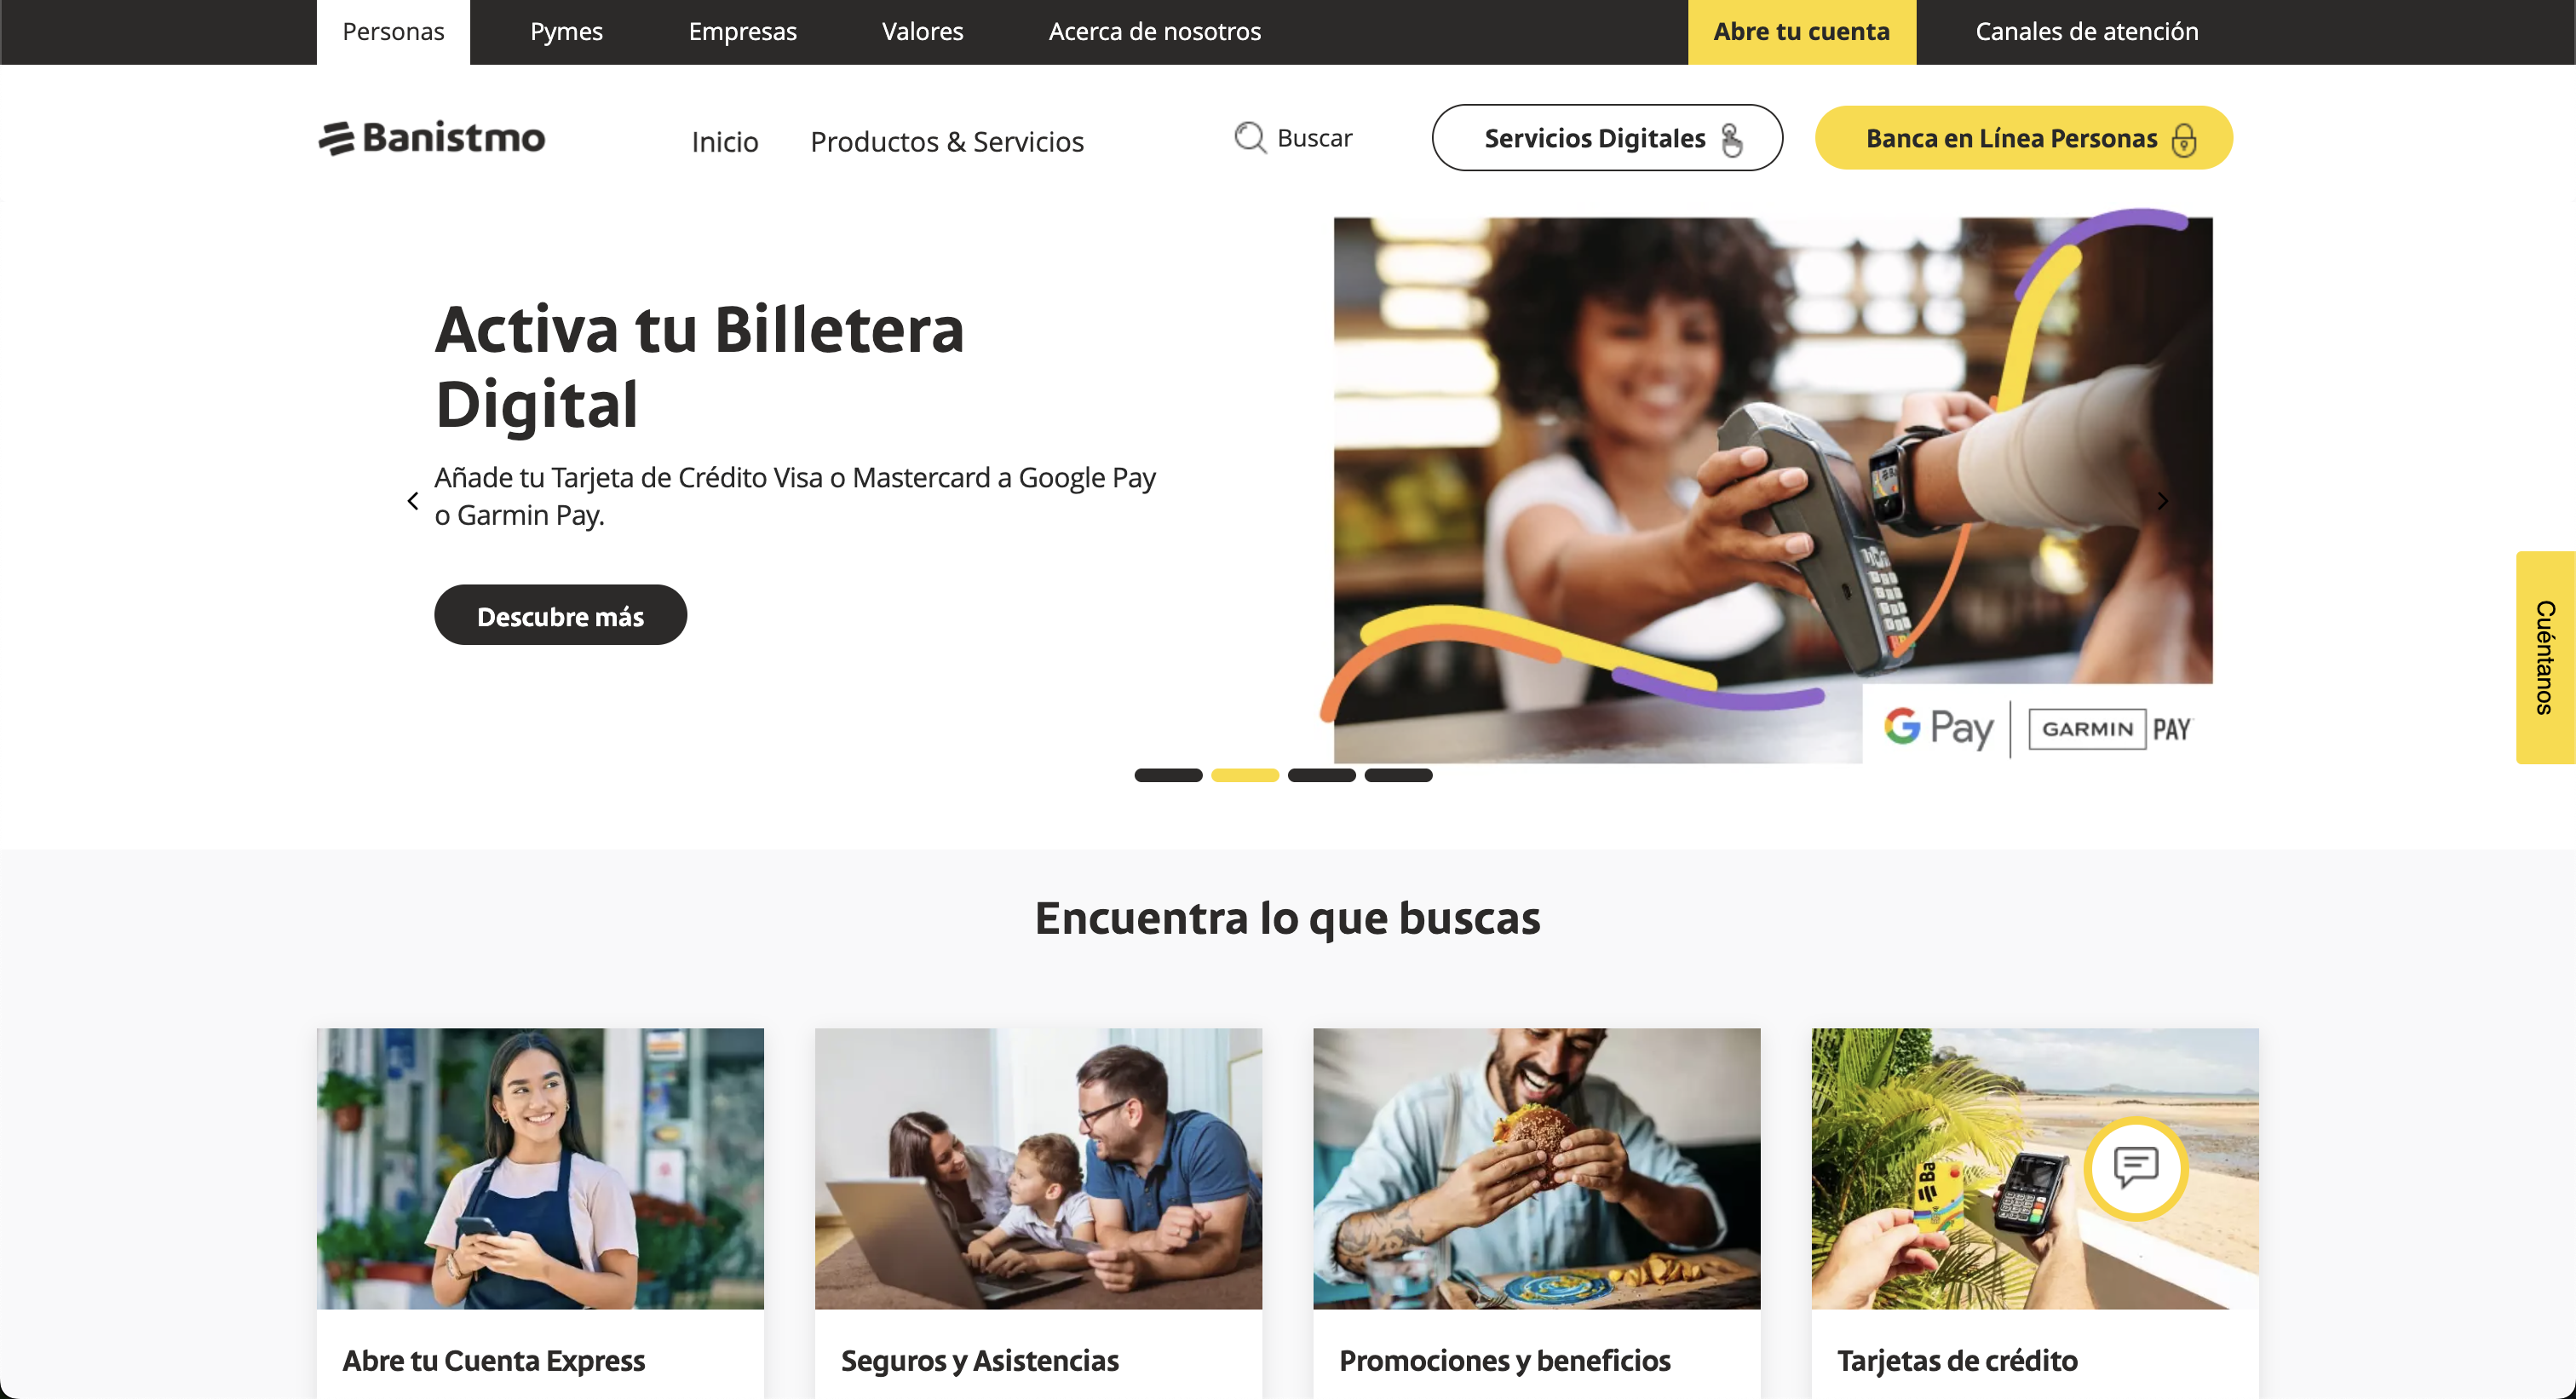 Personas
Pymes
Empresas
Valores
Acerca de nosotros
Abre tu cuenta
Canales de atención
Banistmo
Inicio
Productos & Servicios
Buscar
Servicios Digitales
Banca en Línea Personas
Activa tu Billetera
Digital
Añade tu Tarjeta de Crédito Visa o Mastercard a Google Pay
o Garmin Pay.
Descubre más
G Pay
GARMIN PAY
Cuéntanos
Encuentra lo que buscas
Ba
Abre tu Cuenta Express
Seguros y Asistencias
Promociones y beneficios
Tarjetas de crédito